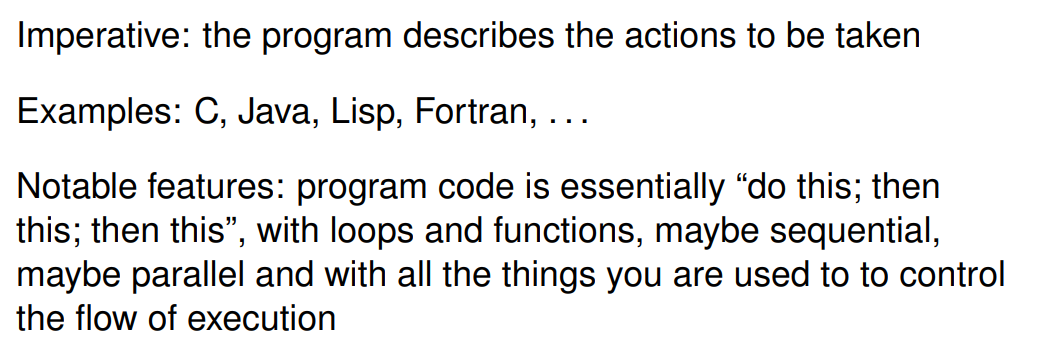 Imperative: the program describes the actions to be taken
Examples: C, Java, Lisp, Fortran, . . .
Notable features: program code is essentially “do this; then
this; then this”, with loops and functions, maybe sequential,
maybe parallel and with all the things you are used to to control
the flow of execution